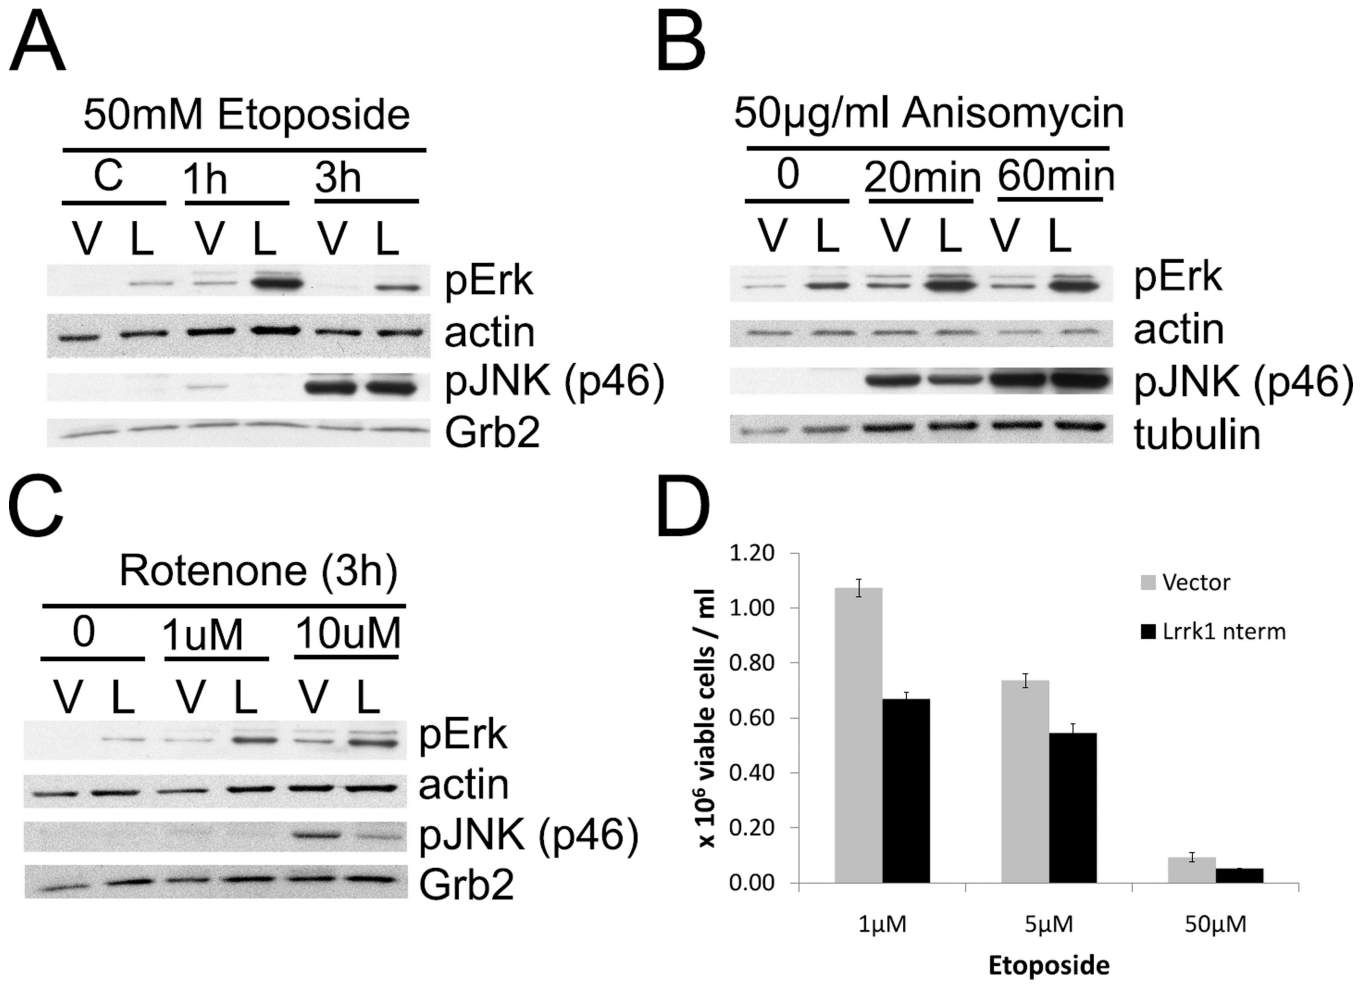 A
50mM Etoposide
C 1h 3h
V L V L V L
pErk
actin
pJNK (p46)
Grb2
B
50µg/ml Anisomycin
0 20min 60min
V L V L V L
pErk
actin
pJNK (p46)
tubulin
C
Rotenone (3h)
0 1uM 10uM
V L V L V L
pErk
actin
pJNK (p46)
Grb2
D
x 10⁶ viable cells / ml
1.20
1.00
0.80
0.60
0.40
0.20
0.00
Vector
Lrrk1 nterm
1µM 5µM 50µM
Etoposide